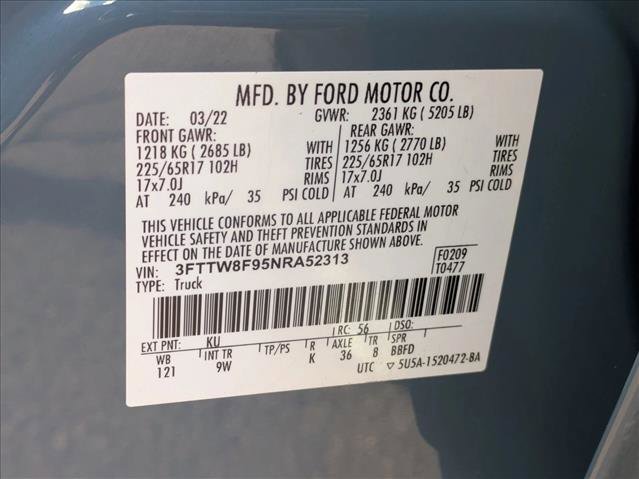 MFD. BY FORD MOTOR CO.
DATE: 03/22 GVWR: 2361 KG ( 5205 LB)
FRONT GAWR: REAR GAWR:
1218 KG ( 2685 LB) WITH 1256 KG ( 2770 LB) WITH
225/65R17 102H TIRES 225/65R17 102H TIRES
17x7.0J RIMS 17x7.0J RIMS
AT 240 kPa/ 35 PSI COLD AT 240 kPa/ 35 PSI COLD
THIS VEHICLE CONFORMS TO ALL APPLICABLE FEDERAL MOTOR
VEHICLE SAFETY AND THEFT PREVENTION STANDARDS IN
EFFECT ON THE DATE OF MANUFACTURE SHOWN ABOVE.
VIN: 3FTTW8F95NRA52313 F0209
TYPE: Truck T0477
EXT PNT: KU RC: 56 DSO:
WB INT TR TP/PS R AXLE TR SPR
121 9W K 36 8 BBFD
UTC ▽ 5U5A-1520472-BA